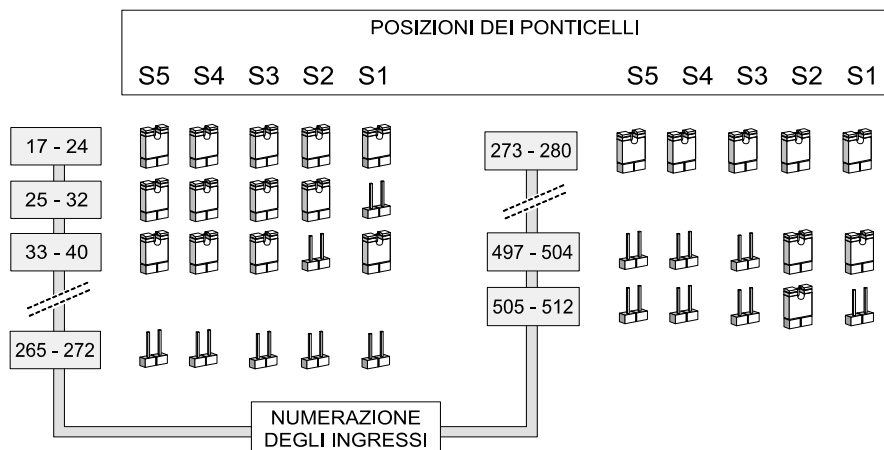 POSIZIONI DEI PONTICELLI
S5 S4 S3 S2 S1 S5 S4 S3 S2 S1
17 - 24
25 - 32
33 - 40
265 - 272
273 - 280
497 - 504
505 - 512
NUMERAZIONE
DEGLI INGRESSI